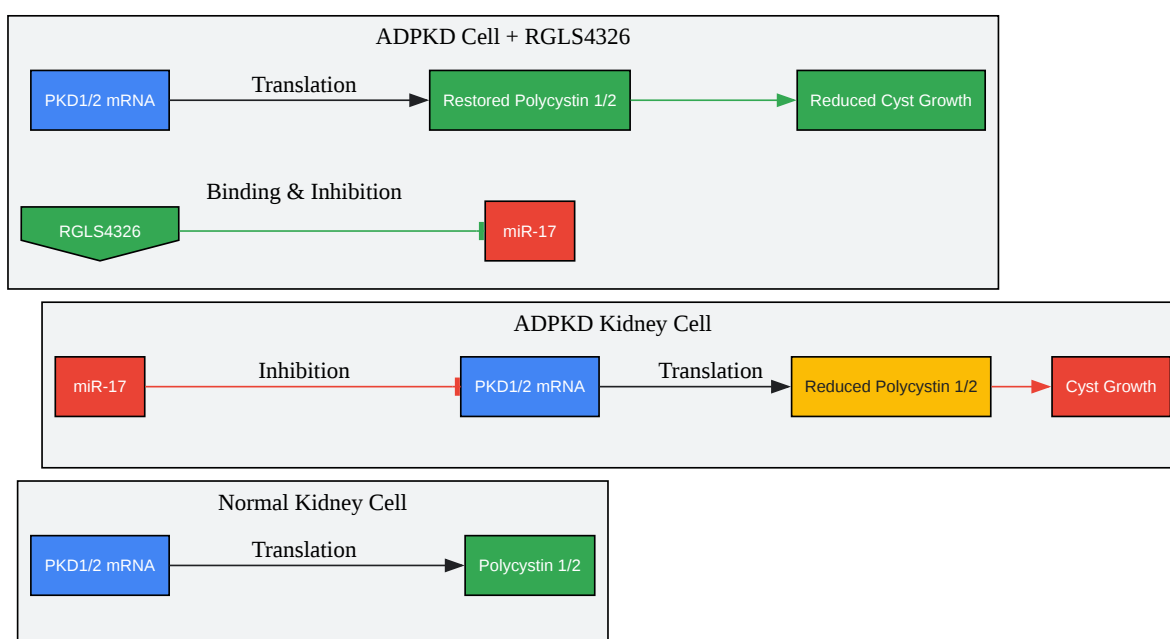 ADPKD Cell + RGLS4326
PKD1/2 mRNA
Translation
Restored Polycystin 1/2
Reduced Cyst Growth
Binding & Inhibition
RGLS4326
miR-17
ADPKD Kidney Cell
miR-17
Inhibition
PKD1/2 mRNA
Translation
Reduced Polycystin 1/2
Cyst Growth
Normal Kidney Cell
PKD1/2 mRNA
Translation
Polycystin 1/2